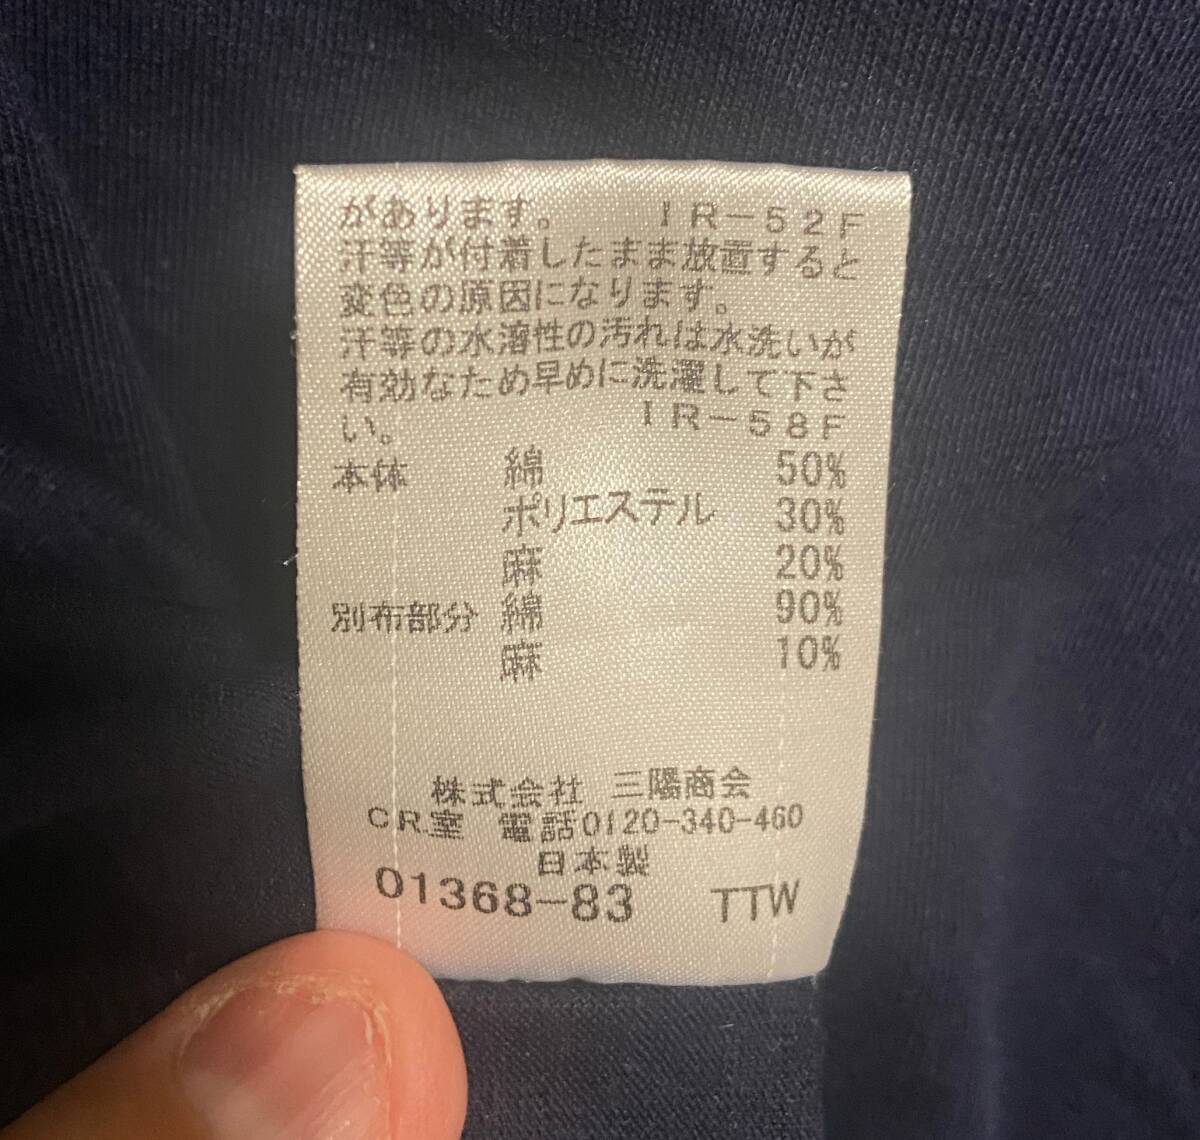 があります。 IR-52F
汗等が付着したまま放置すると
変色の原因になります。
汗等の水溶性の汚れは水洗いが
有効なため早めに洗濯して下さ
い。 IR-58F
本体 綿 50%
ポリエステル 30%
麻 20%
別布部分 綿 90%
麻 10%
株式会社 三陽商会
CR室 電話0120-340-460
日本製
01368-83 TTW